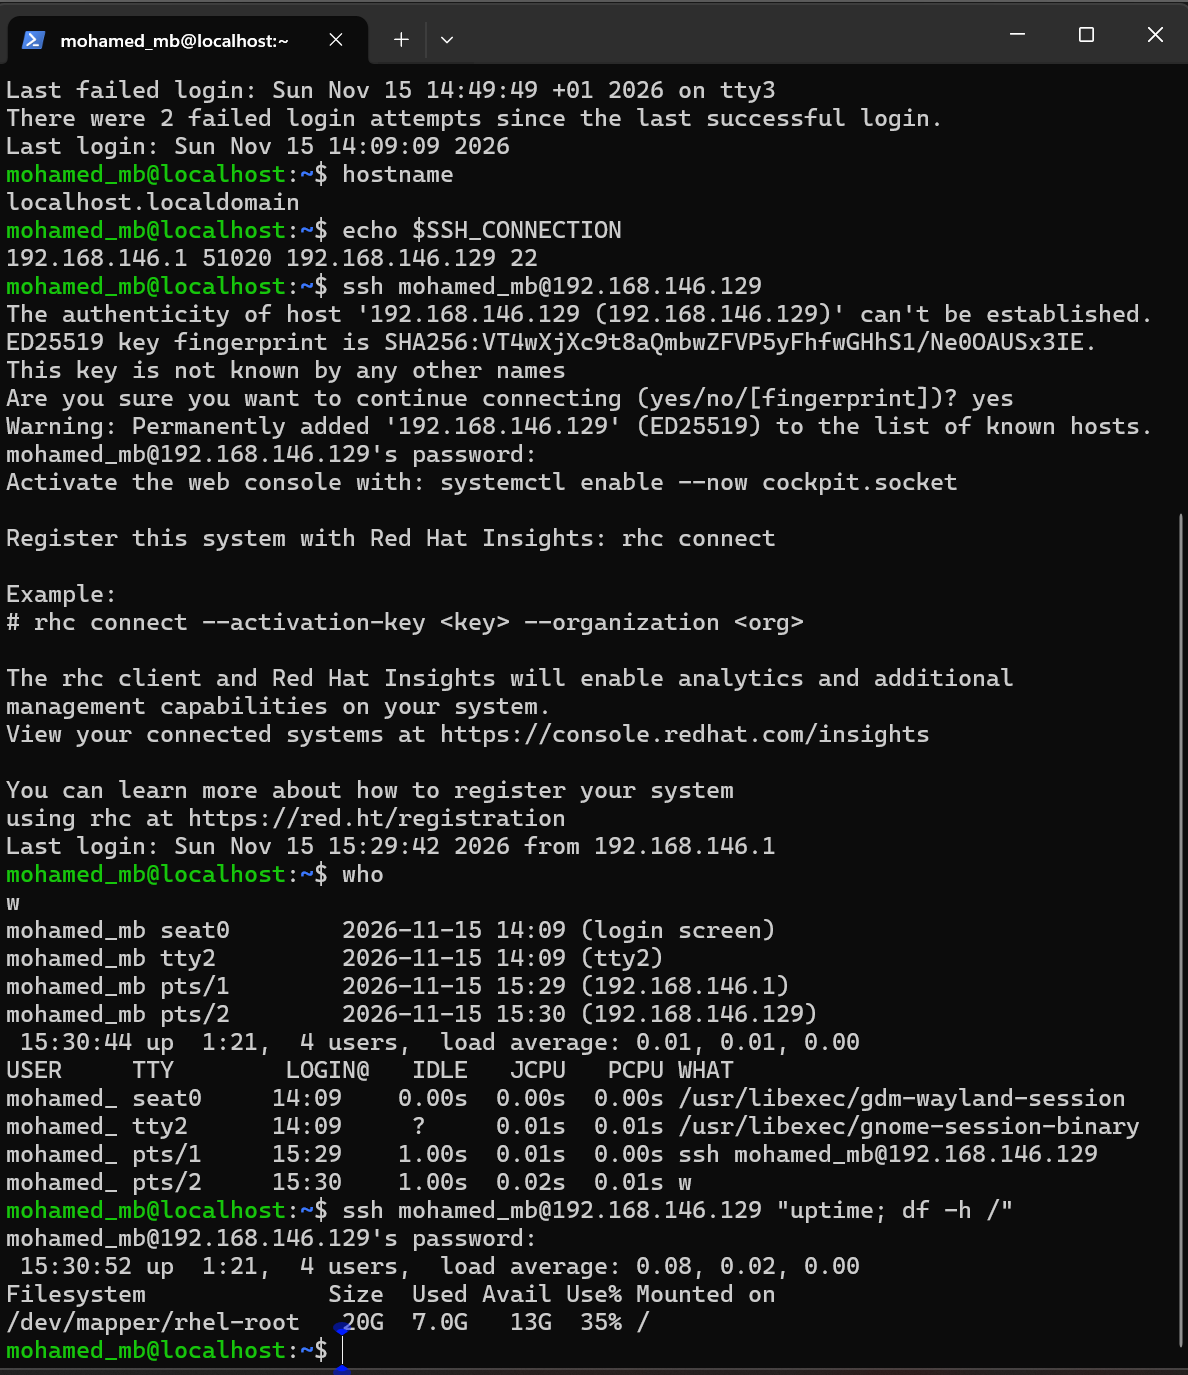 mohamed_mb@localhost:~
Last failed login: Sun Nov 15 14:49:49 +01 2026 on tty3
There were 2 failed login attempts since the last successful login.
Last login: Sun Nov 15 14:09:09 2026
mohamed_mb@localhost:~$ hostname
localhost.localdomain
mohamed_mb@localhost:~$ echo $SSH_CONNECTION
192.168.146.1 51020 192.168.146.129 22
mohamed_mb@localhost:~$ ssh mohamed_mb@192.168.146.129
The authenticity of host '192.168.146.129 (192.168.146.129)' can't be established.
ED25519 key fingerprint is SHA256:VT4wXjXc9t8aQmbwZFVP5yFhfwGHhS1/Ne0OAUSx3IE.
This key is not known by any other names
Are you sure you want to continue connecting (yes/no/[fingerprint])? yes
Warning: Permanently added '192.168.146.129' (ED25519) to the list of known hosts.
mohamed_mb@192.168.146.129's password:
Activate the web console with: systemctl enable --now cockpit.socket

Register this system with Red Hat Insights: rhc connect

Example:
# rhc connect --activation-key <key> --organization <org>

The rhc client and Red Hat Insights will enable analytics and additional
management capabilities on your system.
View your connected systems at https://console.redhat.com/insights

You can learn more about how to register your system
using rhc at https://red.ht/registration
Last login: Sun Nov 15 15:29:42 2026 from 192.168.146.1
mohamed_mb@localhost:~$ who
w
mohamed_mb seat0        2026-11-15 14:09 (login screen)
mohamed_mb tty2         2026-11-15 14:09 (tty2)
mohamed_mb pts/1        2026-11-15 15:29 (192.168.146.1)
mohamed_mb pts/2        2026-11-15 15:30 (192.168.146.129)
 15:30:44 up  1:21,  4 users,  load average: 0.01, 0.01, 0.00
USER     TTY        LOGIN@   IDLE   JCPU   PCPU WHAT
mohamed_ seat0     14:09    0.00s  0.00s  0.00s /usr/libexec/gdm-wayland-session
mohamed_ tty2      14:09     ?     0.01s  0.01s /usr/libexec/gnome-session-binary
mohamed_ pts/1     15:29    1.00s  0.01s  0.00s ssh mohamed_mb@192.168.146.129
mohamed_ pts/2     15:30    1.00s  0.02s  0.01s w
mohamed_mb@localhost:~$ ssh mohamed_mb@192.168.146.129 "uptime; df -h /"
mohamed_mb@192.168.146.129's password:
 15:30:52 up  1:21,  4 users,  load average: 0.08, 0.02, 0.00
Filesystem             Size  Used Avail Use% Mounted on
/dev/mapper/rhel-root   20G  7.0G   13G  35% /
mohamed_mb@localhost:~$